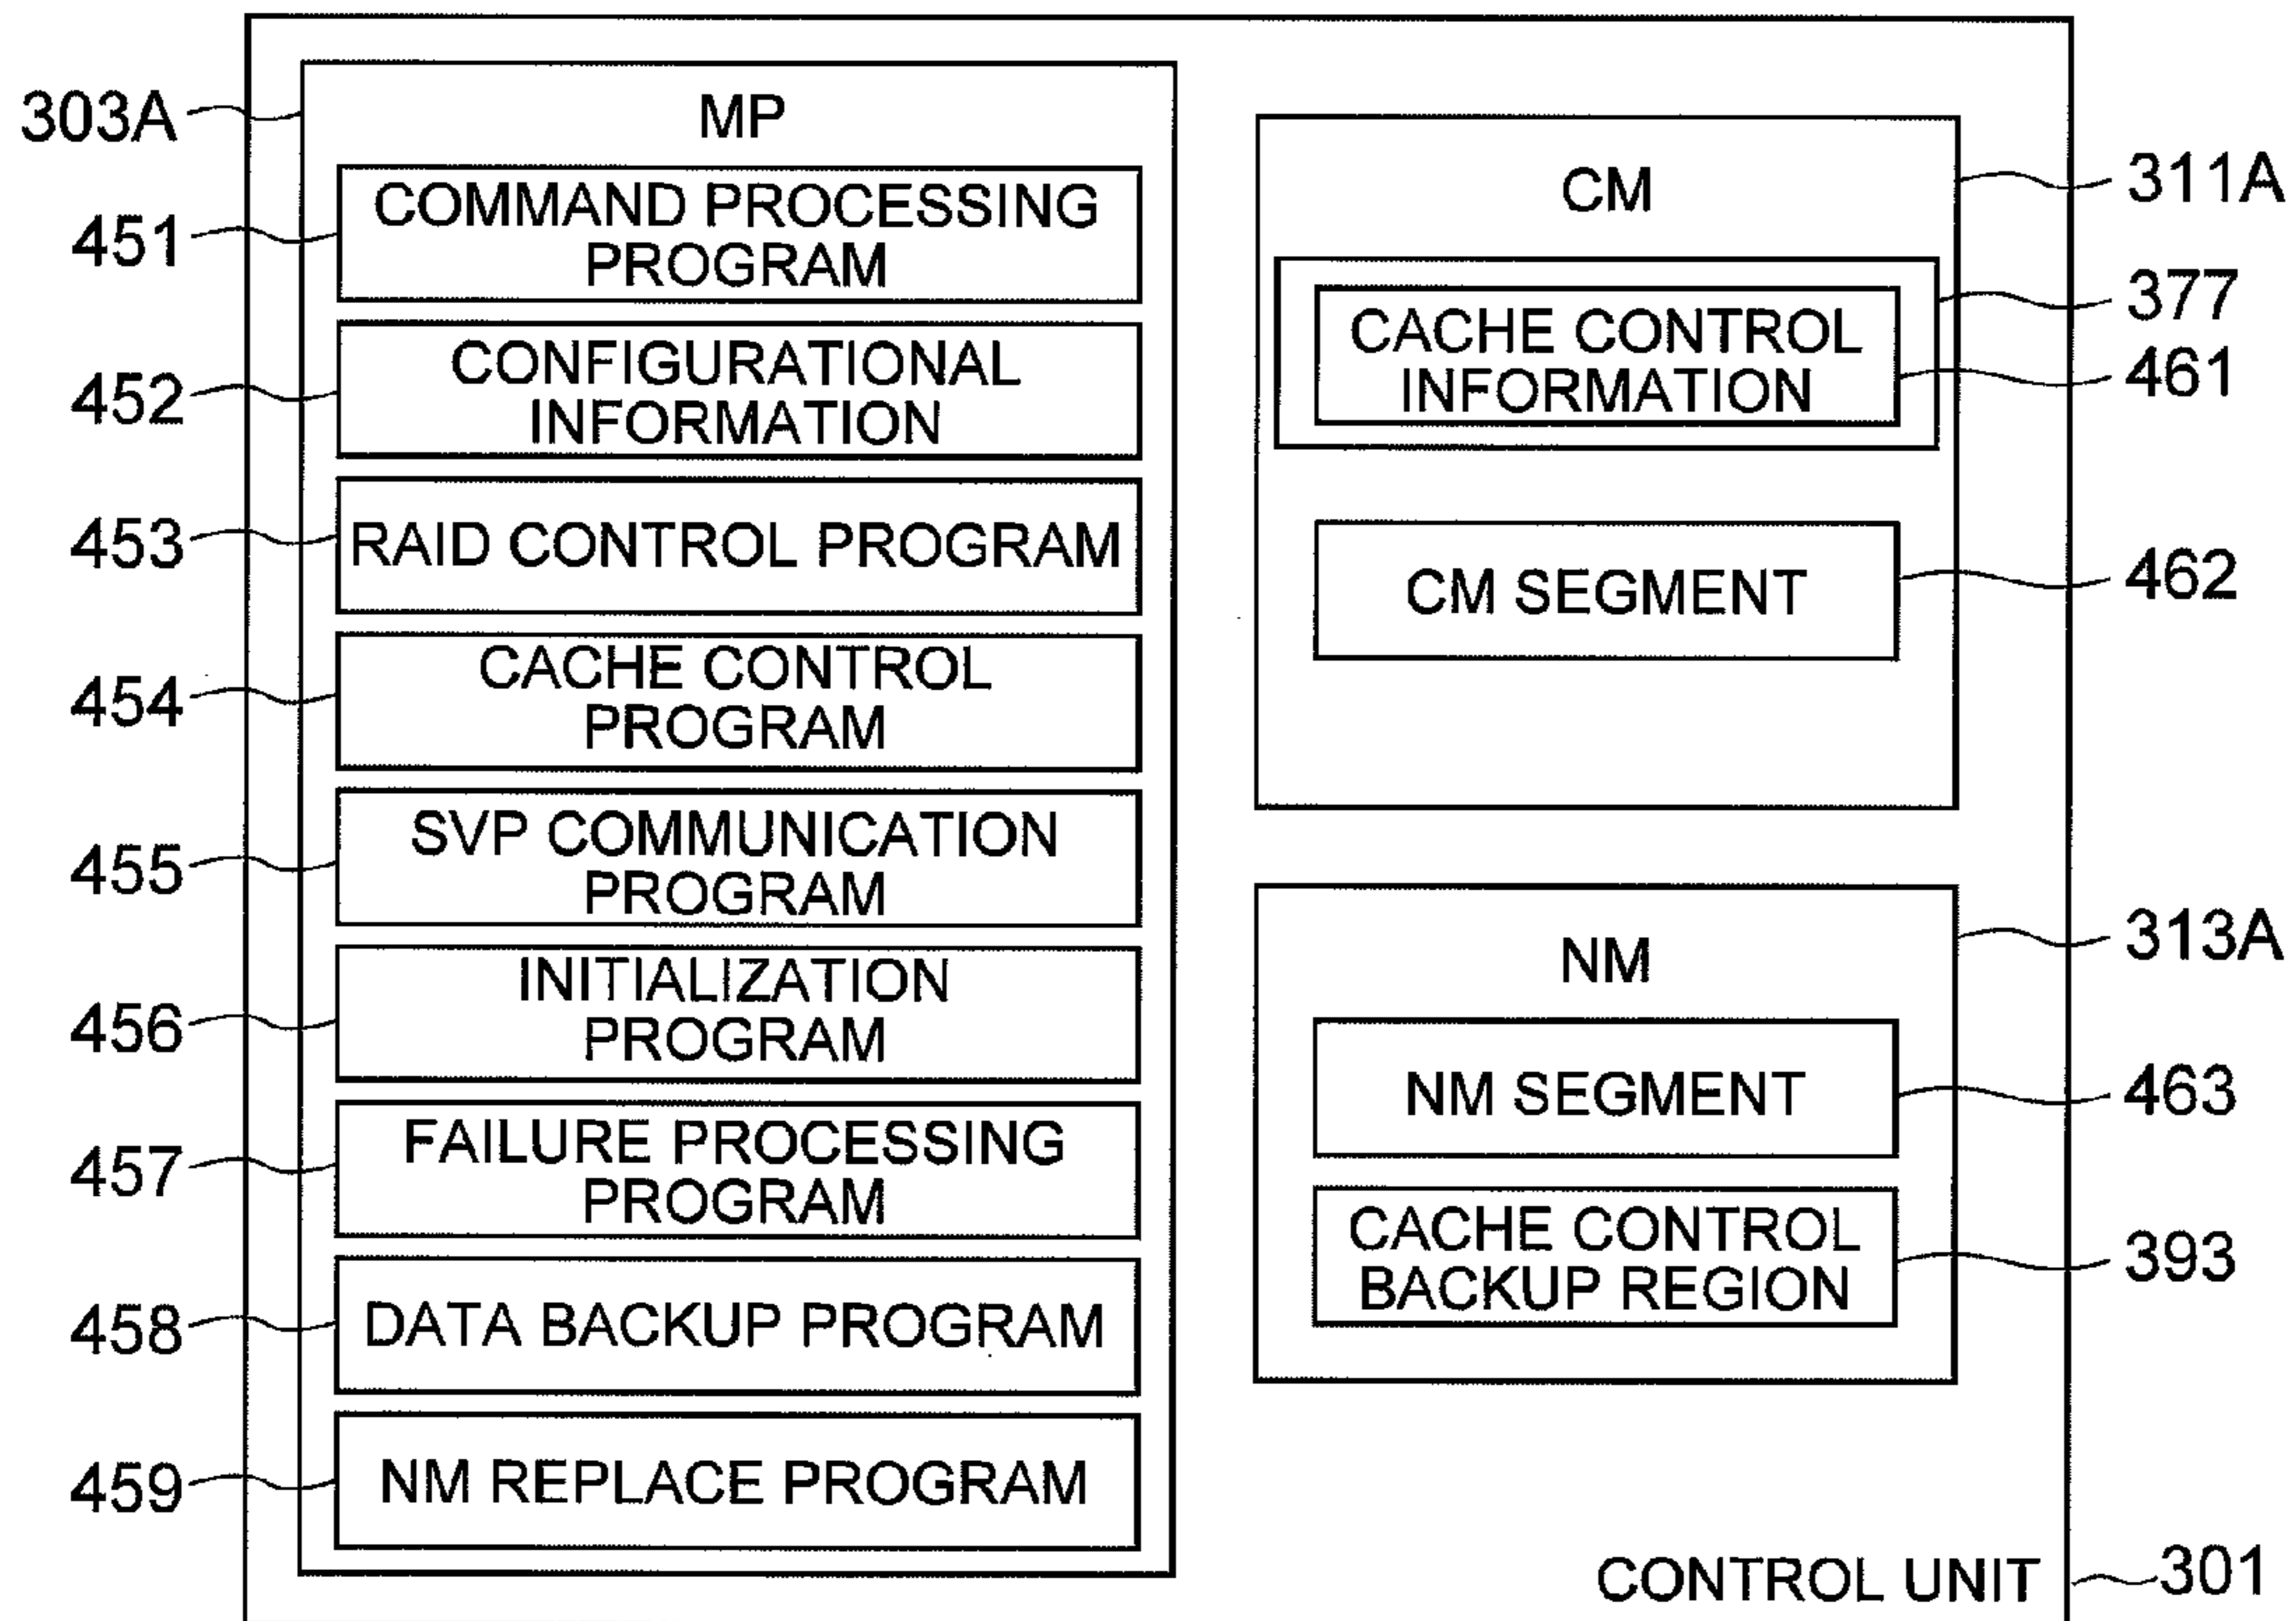 303A
MP
451
COMMAND PROCESSING
PROGRAM
452
CONFIGURATIONAL
INFORMATION
453
RAID CONTROL PROGRAM
454
CACHE CONTROL
PROGRAM
455
SVP COMMUNICATION
PROGRAM
456
INITIALIZATION
PROGRAM
457
FAILURE PROCESSING
PROGRAM
458
DATA BACKUP PROGRAM
459
NM REPLACE PROGRAM
CM
311A
377
CACHE CONTROL
INFORMATION
461
CM SEGMENT
462
NM
313A
NM SEGMENT
463
CACHE CONTROL
BACKUP REGION
393
CONTROL UNIT
301